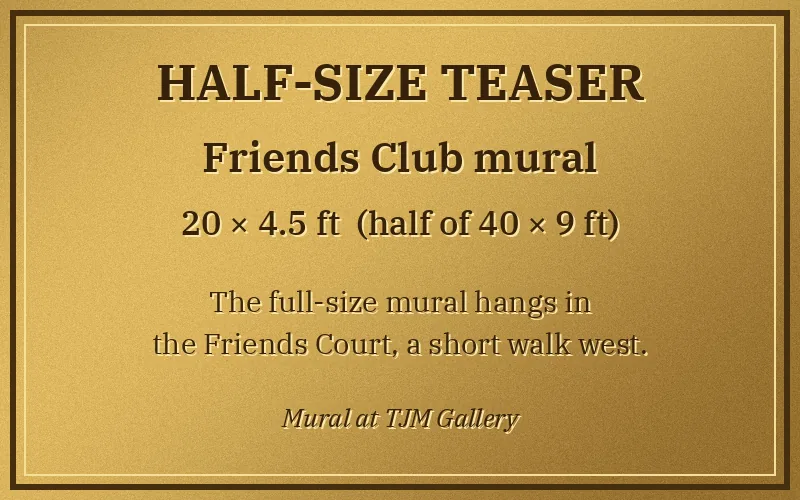 HALF-SIZE TEASER
Friends Club mural
20 × 4.5 ft (half of 40 × 9 ft)
The full-size mural hangs in
the Friends Court, a short walk west.
Mural at TJM Gallery